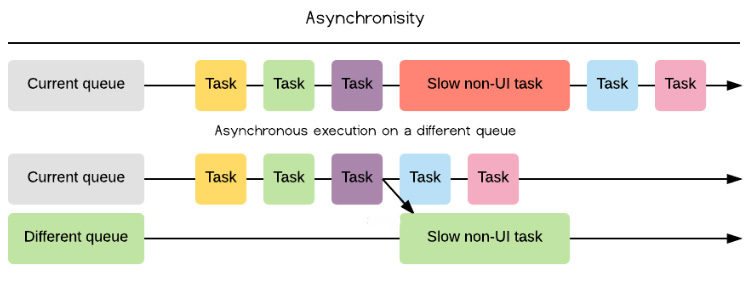 Asynchronisity
Current queue Task Task Task Slow non-UI task Task Task
Asynchronous execution on a different queue
Current queue Task Task Task Task Task
Different queue Slow non-UI task